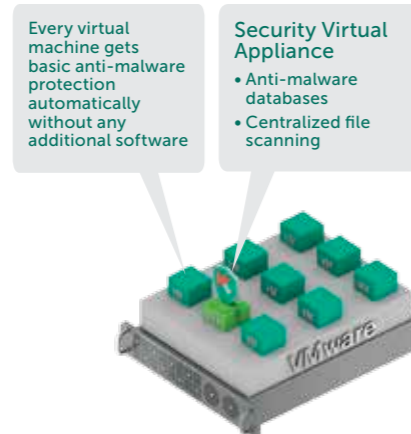 Every virtual
machine gets
basic anti-malware
protection
automatically
without any
additional software
Security Virtual
Appliance
• Anti-malware
databases
• Centralized file
scanning
VMware